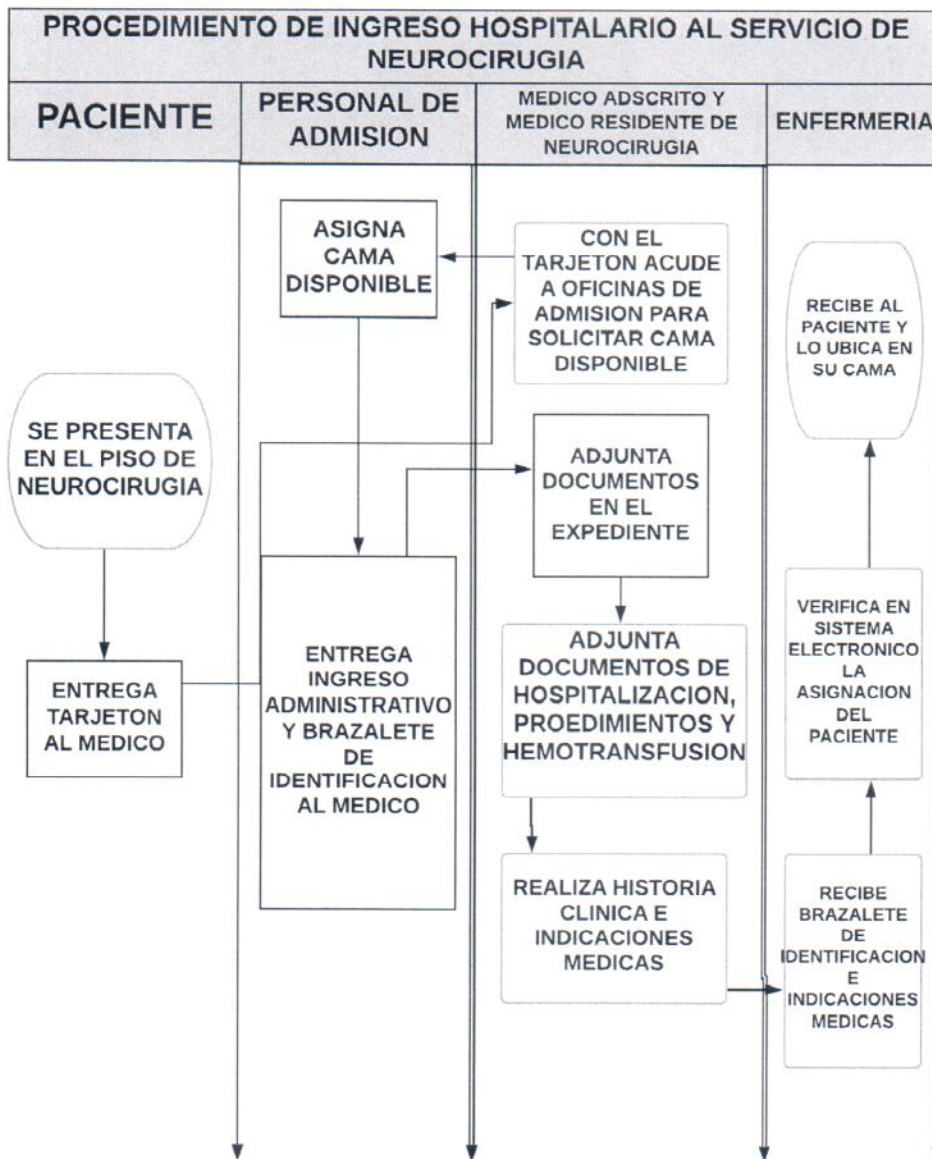 PROCEDIMIENTO DE INGRESO HOSPITALARIO AL SERVICIO DE
NEUROCIRUGIA
PACIENTE
PERSONAL DE
ADMISION
MEDICO ADSCRITO Y
MEDICO RESIDENTE DE
NEUROCIRUGIA
ENFERMERIA
SE PRESENTA
EN EL PISO DE
NEUROCIRUGIA
ENTREGA
TARJETON
AL MEDICO
ASIGNA
CAMA
DISPONIBLE
ENTREGA
INGRESO
ADMINISTRATIVO
Y BRAZALETE
DE
IDENTIFICACION
AL MEDICO
CON EL
TARJETON ACUDE
A OFICINAS DE
ADMISION PARA
SOLICITAR CAMA
DISPONIBLE
ADJUNTA
DOCUMENTOS
EN EL
EXPEDIENTE
ADJUNTA
DOCUMENTOS DE
HOSPITALIZACION,
PROEDIMIENTOS Y
HEMOTRANSFUSION
REALIZA HISTORIA
CLINICA E
INDICACIONES
MEDICAS
RECIBE AL
PACIENTE Y
LO UBICA EN
SU CAMA
VERIFICA EN
SISTEMA
ELECTRONICO
LA
ASIGNACION
DEL
PACIENTE
RECIBE
BRAZALETE
DE
IDENTIFICACION
E
INDICACIONES
MEDICAS